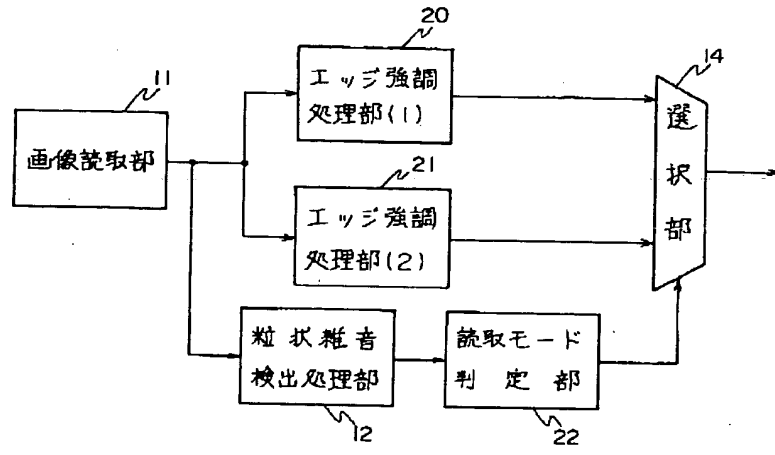 11
画像読取部
20
エッジ強調
処理部(1)
21
エッジ強調
処理部(2)
14
選
択
部
粒状雑音
検出処理部
12
読取モード
判定部
22